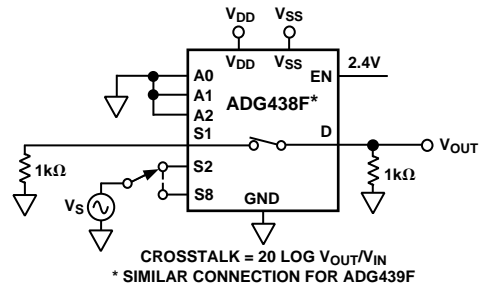 VDD VSS
VDD VSS
A0
A1
A2
EN
2.4V
ADG438F*
S1
D
VOUT
1kΩ
1kΩ
S2
VS
S8
GND
CROSSTALK = 20 LOG VOUT/VIN
* SIMILAR CONNECTION FOR ADG439F